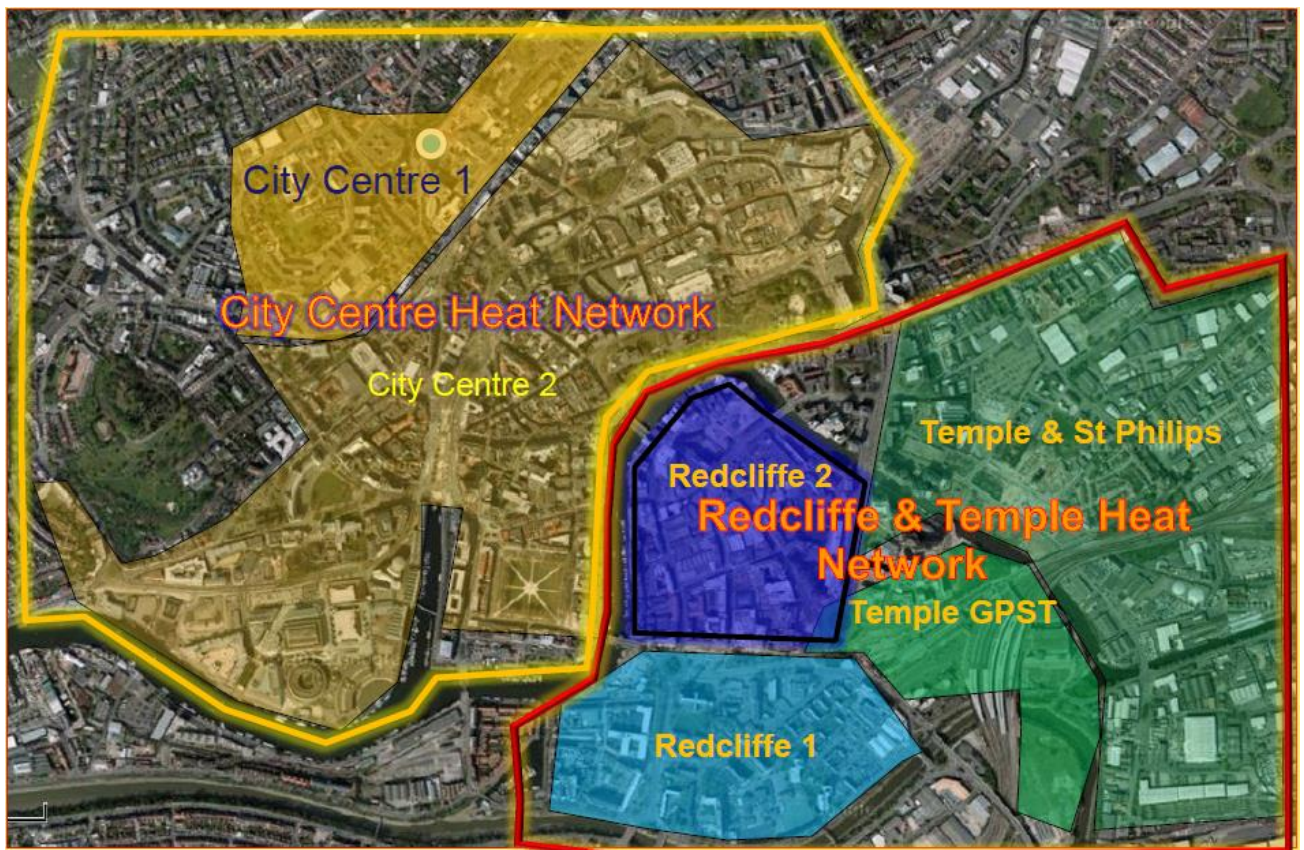 City Centre 1
City Centre Heat Network
City Centre 2
Temple & St Philips
Redcliffe 2
Redcliffe & Temple Heat
Network
Temple GPST
Redcliffe 1